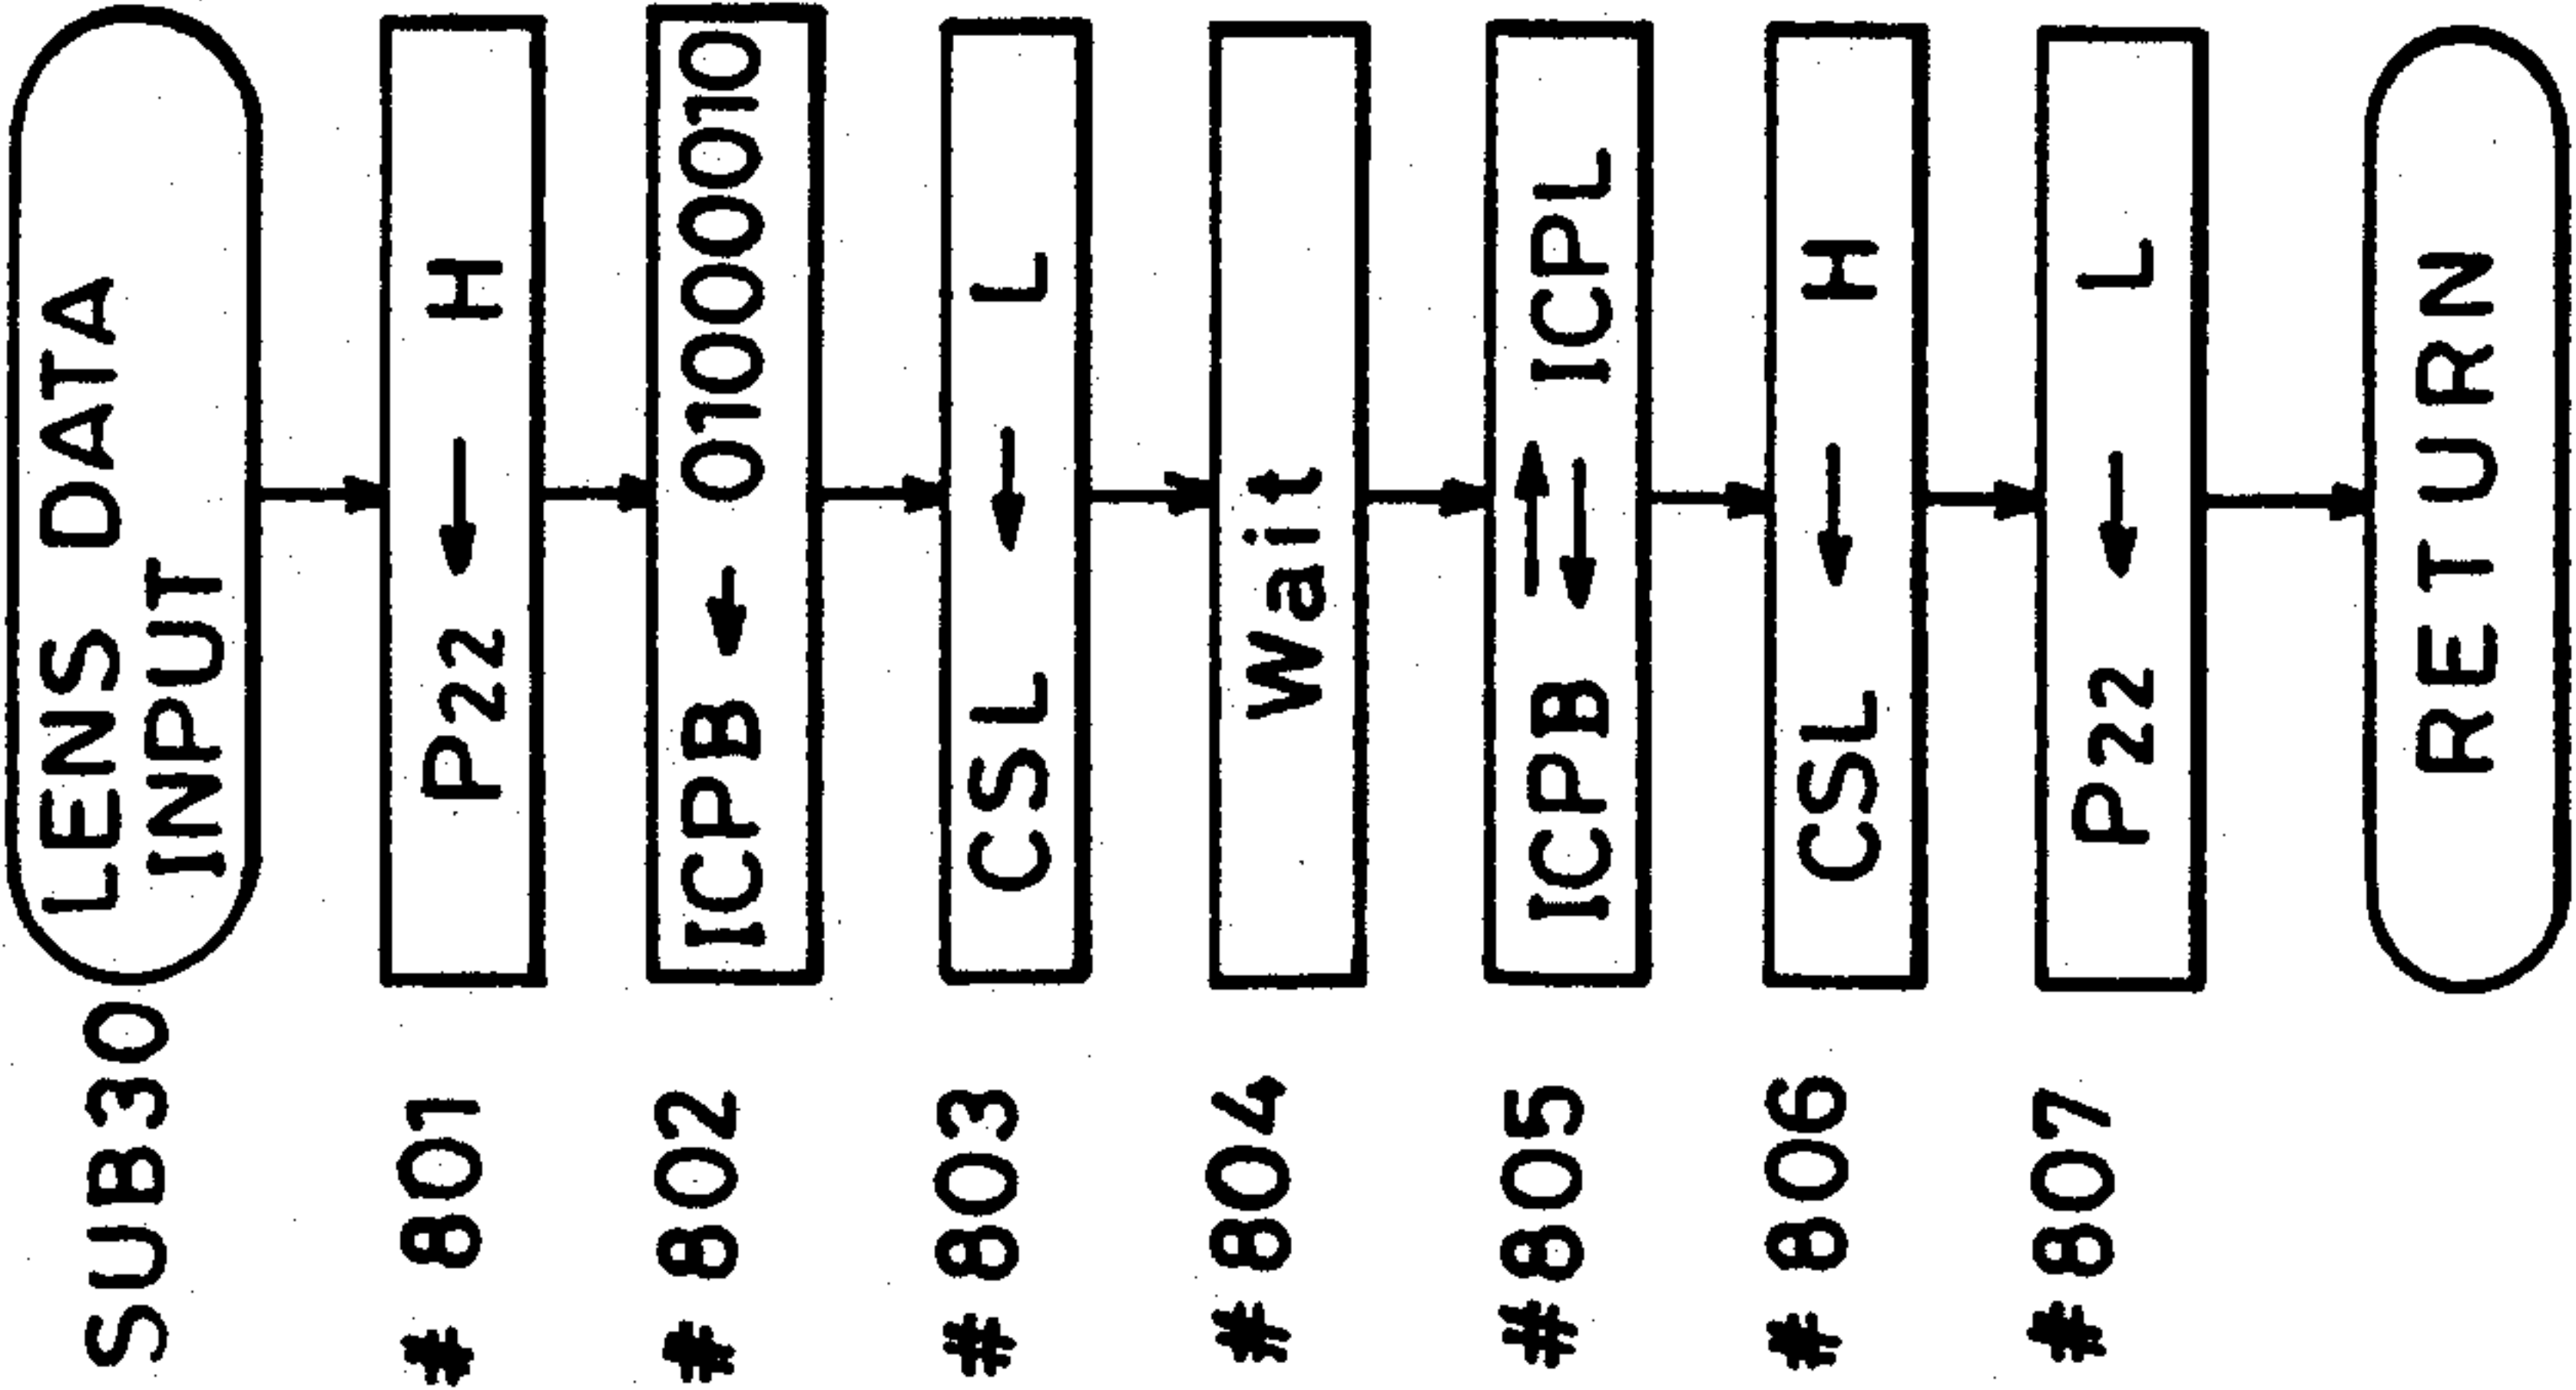 SUB30 LENS DATA
INPUT
# 801 P22 ← H
# 802 ICPB ← 01000010
# 803 CSL ← L
# 804 Wait
#805 ICPB ⇄ ICPL
# 806 CSL ← H
# 807 P22 ← L
RETURN